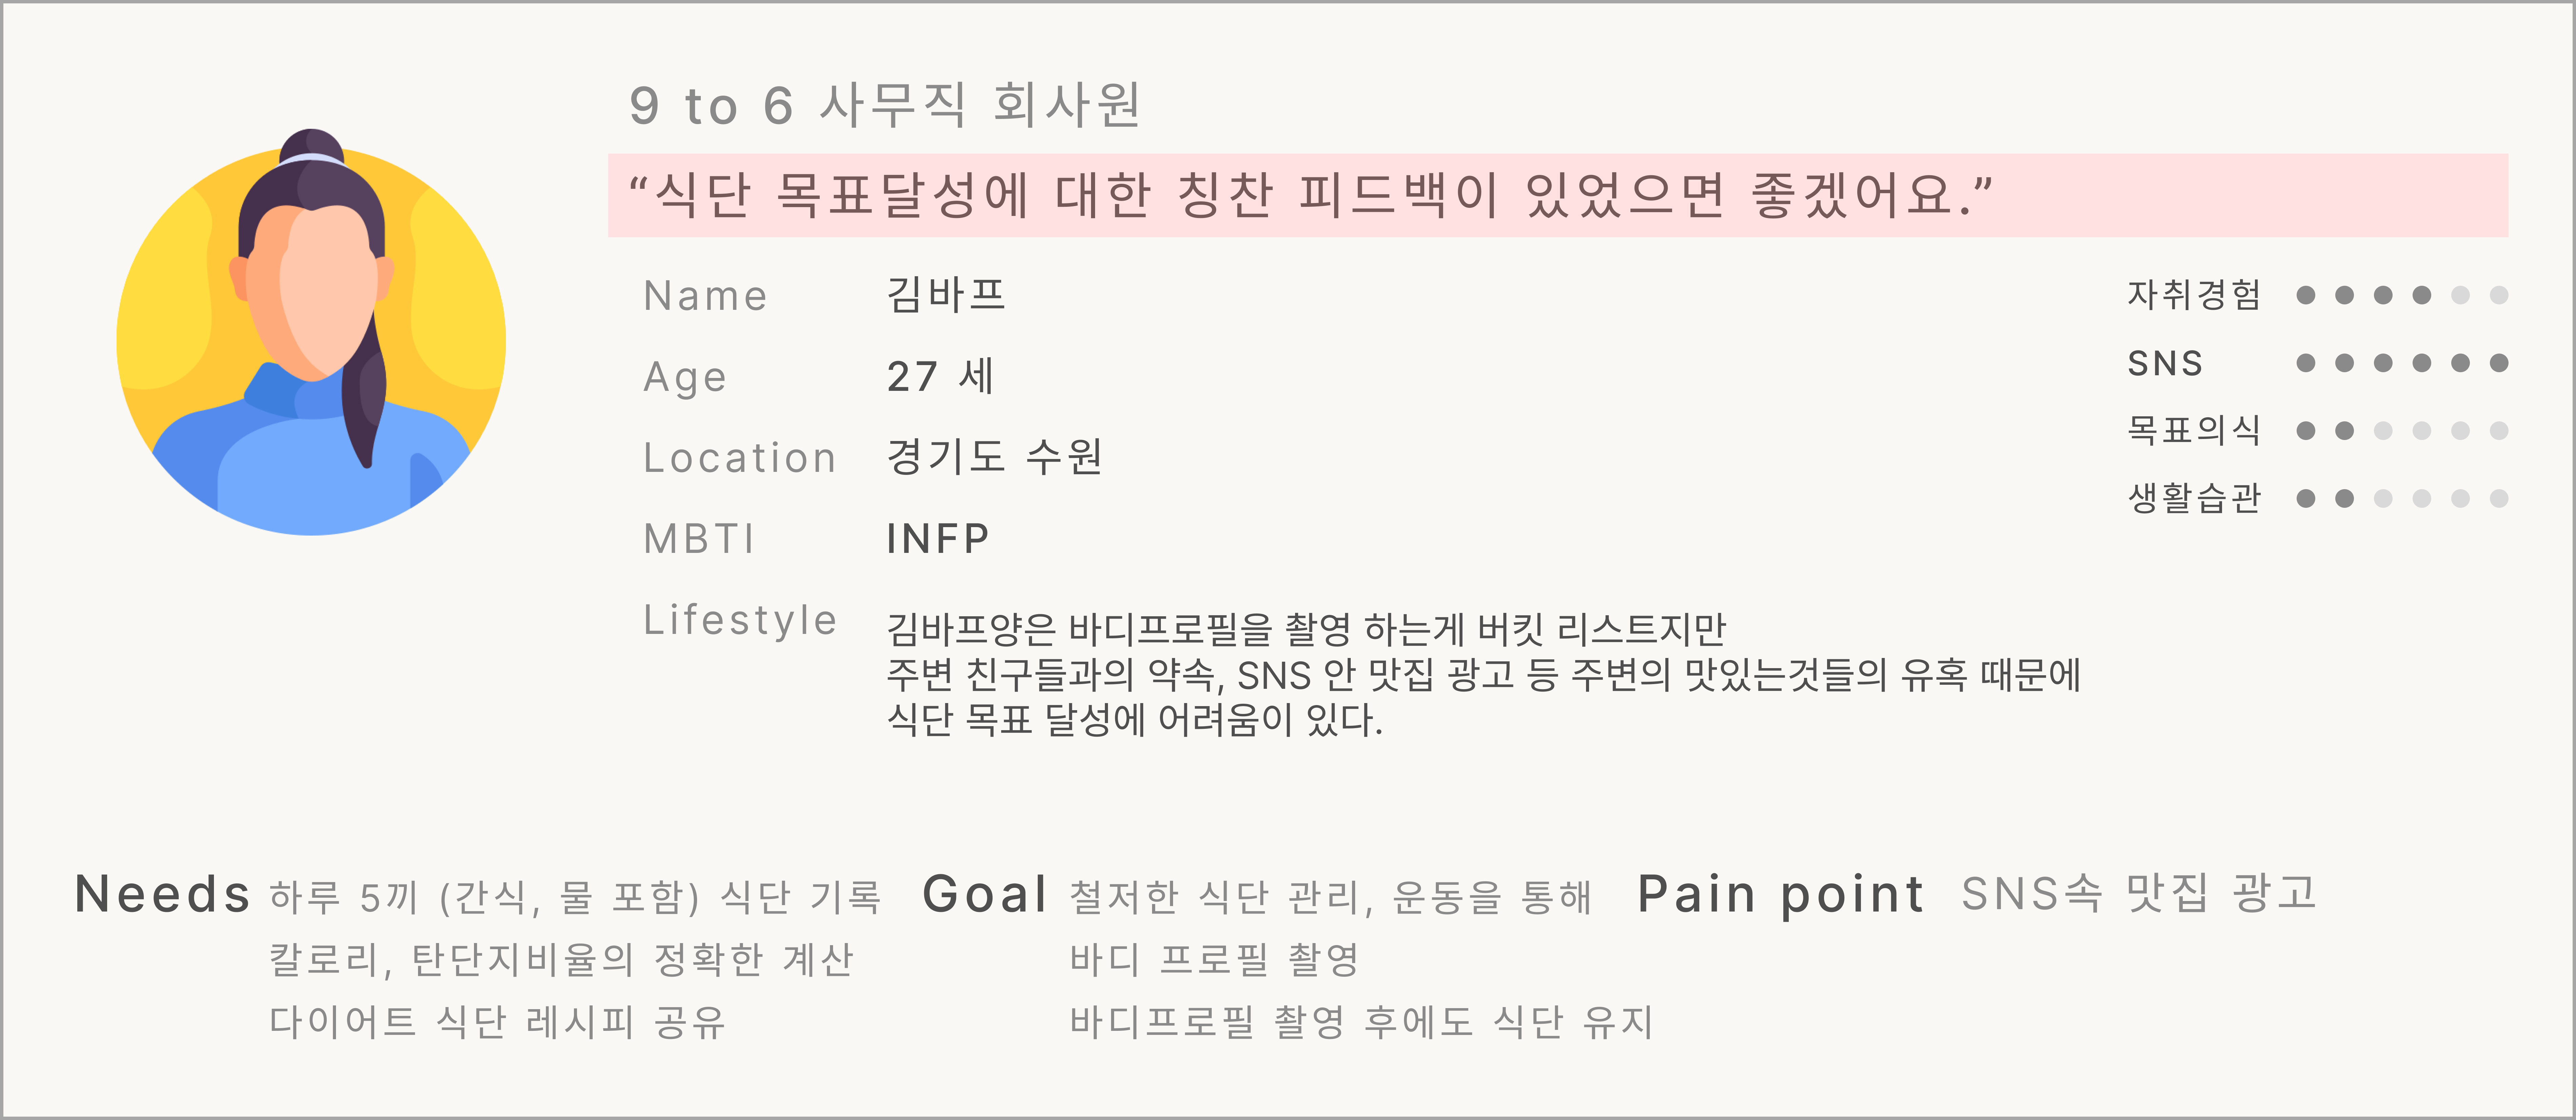 9 to 6 사무직 회사원
“식단 목표달성에 대한 칭찬 피드백이 있었으면 좋겠어요.”
Name 김바프
Age 27 세
Location 경기도 수원
MBTI INFP
Lifestyle 김바프양은 바디프로필을 촬영 하는게 버킷 리스트지만
주변 친구들과의 약속, SNS 안 맛집 광고 등 주변의 맛있는것들의 유혹 때문에
식단 목표 달성에 어려움이 있다.
자취경험
SNS
목표의식
생활습관
Needs 하루 5끼 (간식, 물 포함) 식단 기록
칼로리, 탄단지비율의 정확한 계산
다이어트 식단 레시피 공유
Goal 철저한 식단 관리, 운동을 통해
바디 프로필 촬영
바디프로필 촬영 후에도 식단 유지
Pain point SNS속 맛집 광고